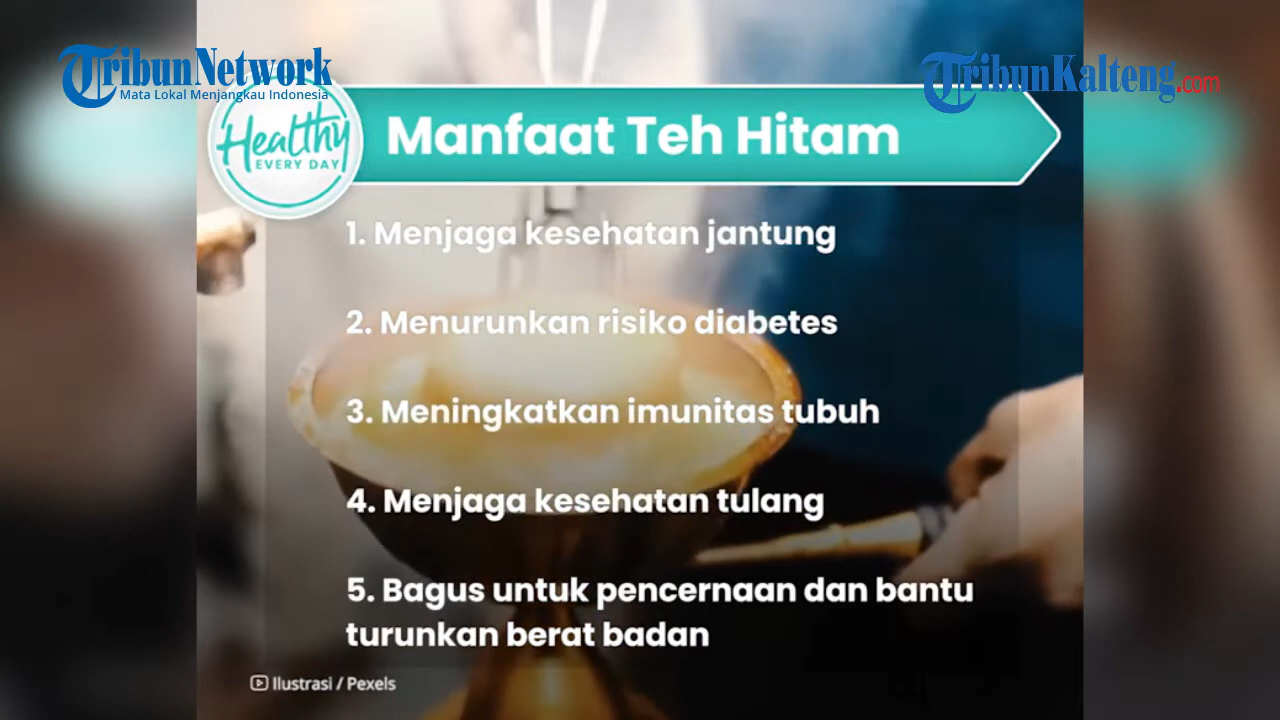 TribunNetwork
Mata Lokal Menjangkau Indonesia
TribunKalteng.com
Healthy
EVERY DAY
Manfaat Teh Hitam
1. Menjaga kesehatan jantung
2. Menurunkan risiko diabetes
3. Meningkatkan imunitas tubuh
4. Menjaga kesehatan tulang
5. Bagus untuk pencernaan dan bantu
turunkan berat badan
Ilustrasi / Pexels